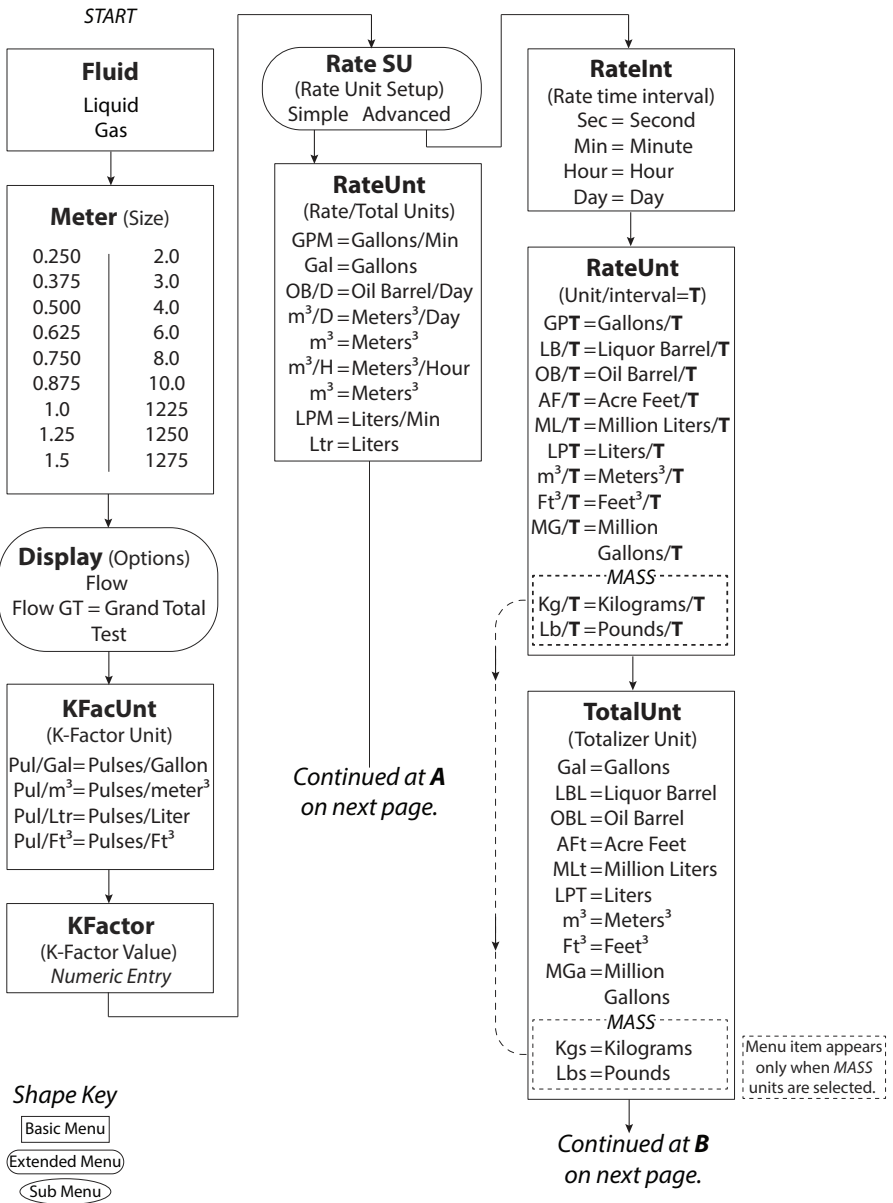 START
Fluid
Liquid
Gas
Meter (Size)
0.250 2.0
0.375 3.0
0.500 4.0
0.625 6.0
0.750 8.0
0.875 10.0
1.0 1225
1.25 1250
1.5 1275
Display (Options)
Flow
Flow GT = Grand Total
Test
KFacUnt
(K-Factor Unit)
Pul/Gal= Pulses/Gallon
Pul/m³= Pulses/meter³
Pul/Ltr= Pulses/Liter
Pul/Ft³= Pulses/Ft³
KFactor
(K-Factor Value)
Numeric Entry
Shape Key
Basic Menu
Extended Menu
Sub Menu
Rate SU
(Rate Unit Setup)
Simple Advanced
RateUnt
(Rate/Total Units)
GPM = Gallons/Min
Gal = Gallons
OB/D = Oil Barrel/Day
m³/D = Meters³/Day
m³ = Meters³
m³/H = Meters³/Hour
m³ = Meters³
LPM = Liters/Min
Ltr = Liters
Continued at A
on next page.
RateInt
(Rate time interval)
Sec = Second
Min = Minute
Hour = Hour
Day = Day
RateUnt
(Unit/interval=T)
GPT = Gallons/T
LB/T = Liquor Barrel/T
OB/T = Oil Barrel/T
AF/T = Acre Feet/T
ML/T = Million Liters/T
LPT = Liters/T
m³/T = Meters³/T
Ft³/T = Feet³/T
MG/T = Million
Gallons/T
MASS
Kg/T = Kilograms/T
Lb/T = Pounds/T
TotalUnt
(Totalizer Unit)
Gal = Gallons
LBL = Liquor Barrel
OBL = Oil Barrel
AFt = Acre Feet
MLt = Million Liters
LPT = Liters
m³ = Meters³
Ft³ = Feet³
MGa = Million
Gallons
MASS
Kgs = Kilograms
Lbs = Pounds
Menu item appears
only when MASS
units are selected.
Continued at B
on next page.